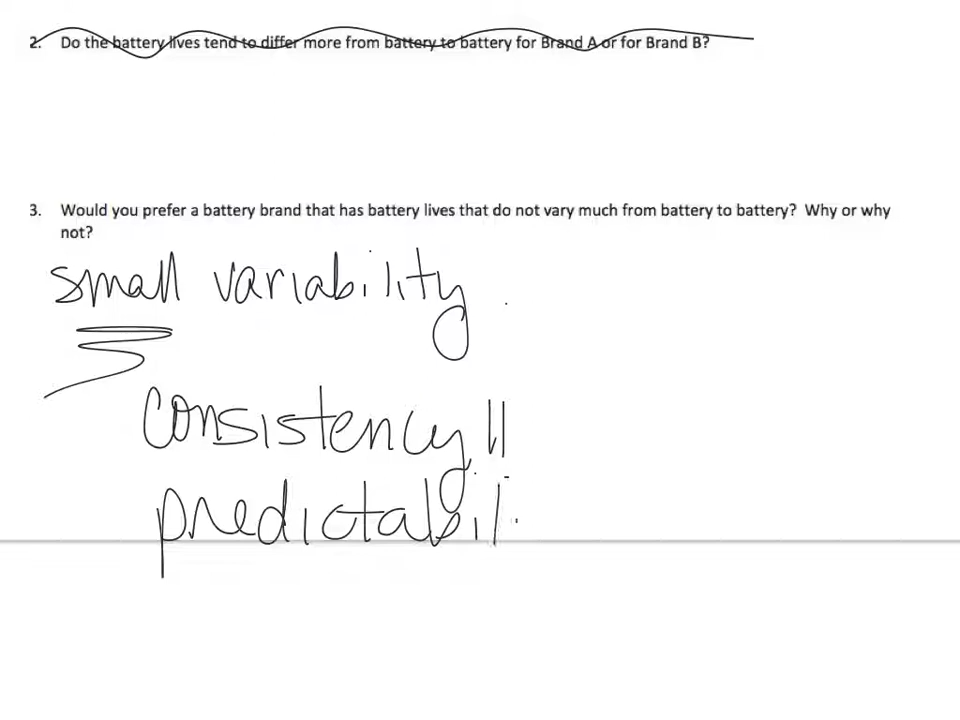 2. Do the battery lives tend to differ more from battery to battery for Brand A or for Brand B?
3. Would you prefer a battery brand that has battery lives that do not vary much from battery to battery? Why or why
not?
small variability
consistency !!
predictabili